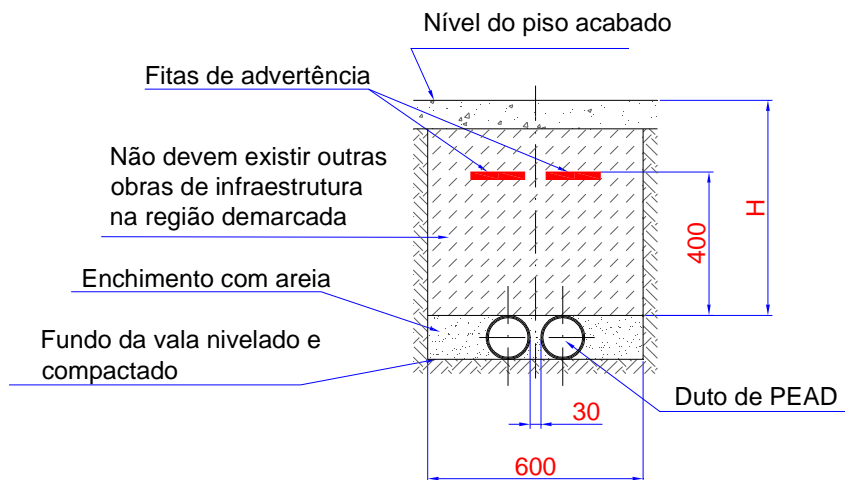 Nível do piso acabado
Fitas de advertência
Não devem existir outras
obras de infraestrutura
na região demarcada
H
400
Enchimento com areia
Fundo da vala nivelado e
compactado
Duto de PEAD
30
600